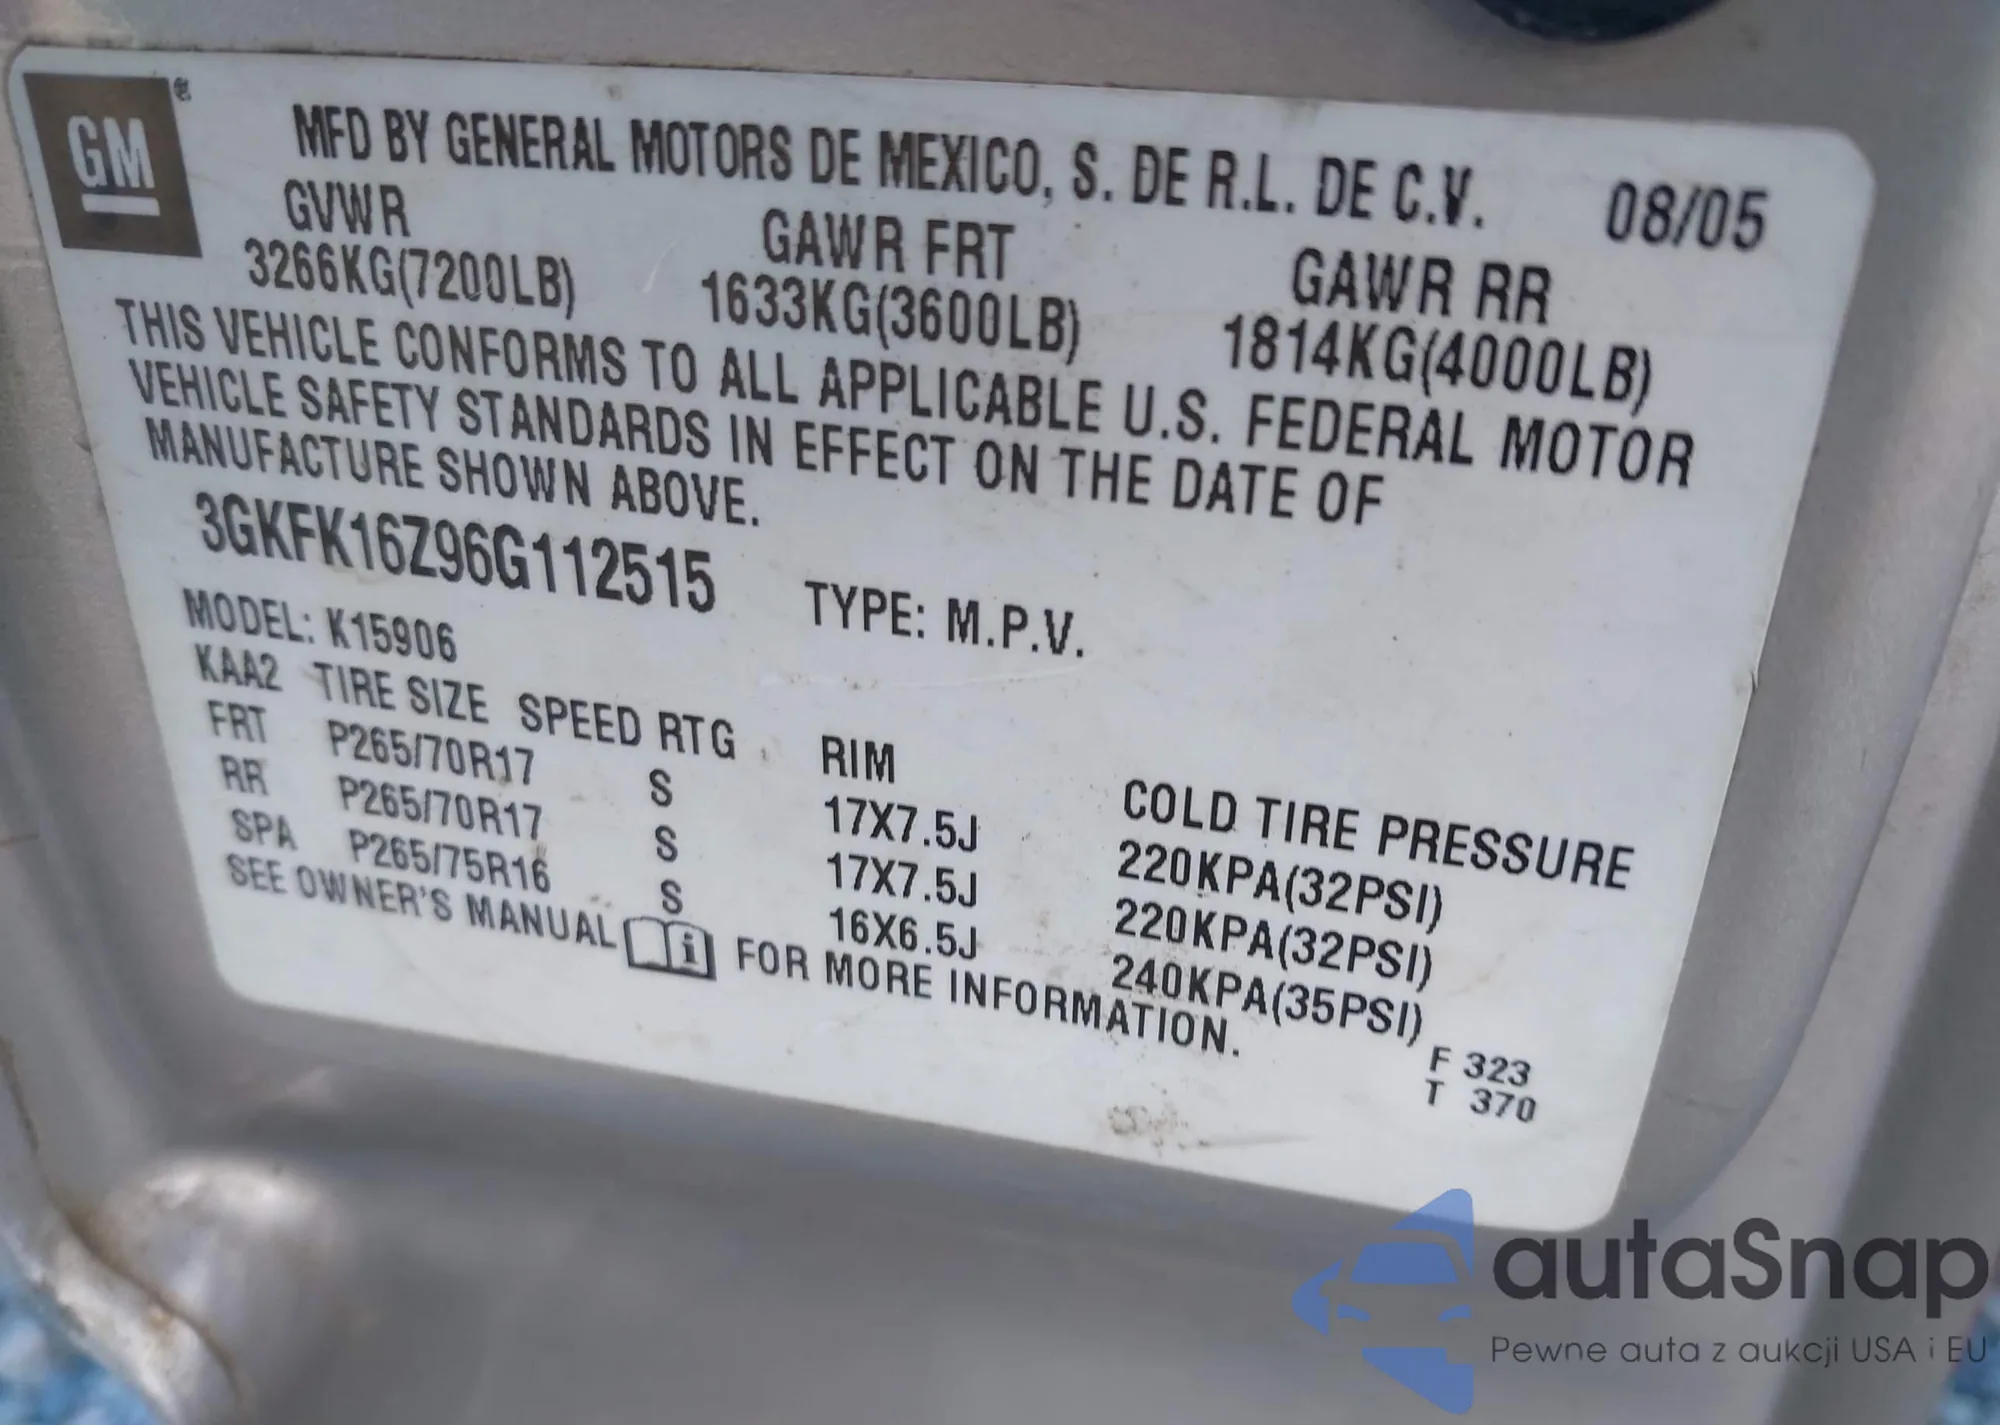 GM ®
MFD BY GENERAL MOTORS DE MEXICO, S. DE R.L. DE C.V. 08/05
GVWR GAWR FRT GAWR RR
3266KG(7200LB) 1633KG(3600LB) 1814KG(4000LB)
THIS VEHICLE CONFORMS TO ALL APPLICABLE U.S. FEDERAL MOTOR
VEHICLE SAFETY STANDARDS IN EFFECT ON THE DATE OF
MANUFACTURE SHOWN ABOVE.
3GKFK16Z96G112515 TYPE: M.P.V.
MODEL: K15906
KAA2 TIRE SIZE SPEED RTG RIM COLD TIRE PRESSURE
FRT P265/70R17 S 17X7.5J 220KPA(32PSI)
RR P265/70R17 S 17X7.5J 220KPA(32PSI)
SPA P265/75R16 S 16X6.5J 240KPA(35PSI)
SEE OWNER'S MANUAL i FOR MORE INFORMATION.
F 323
T 370
autaSnap
Pewne auta z aukcji USA i EU